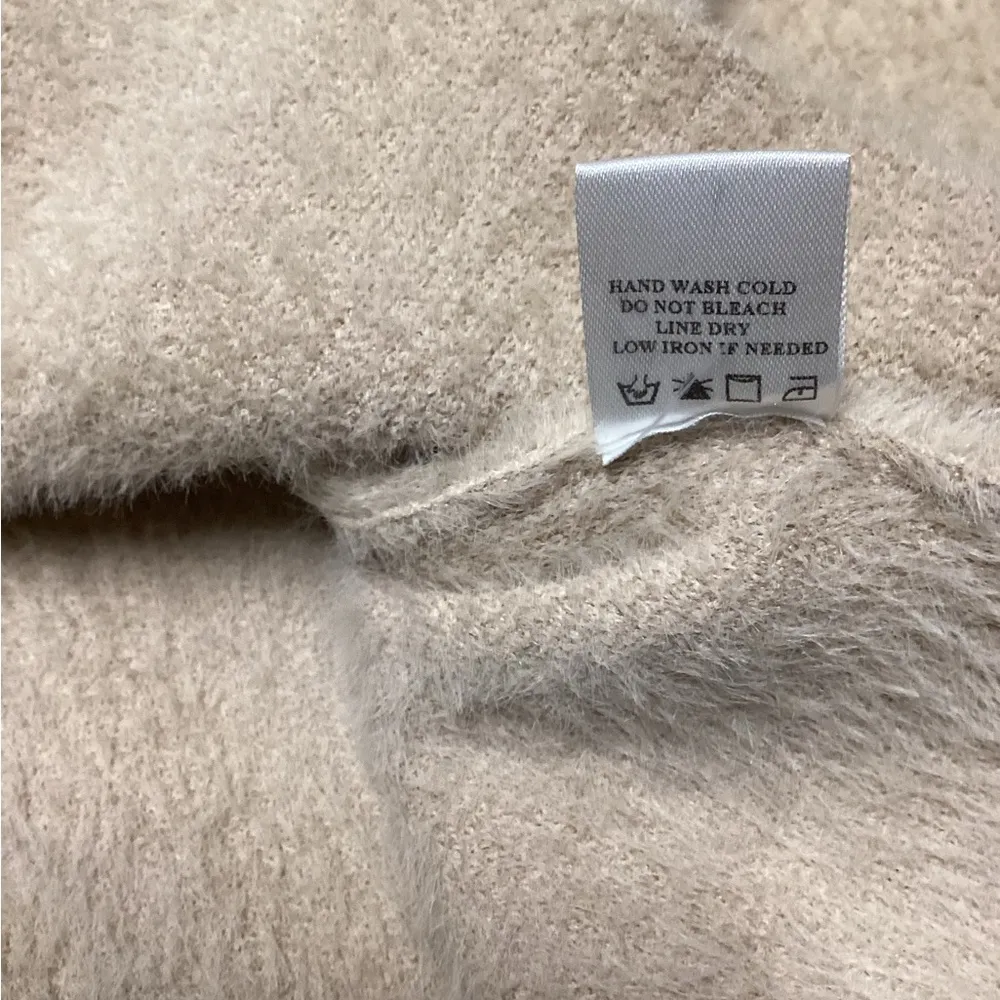 HAND WASH COLD
DO NOT BLEACH
LINE DRY
LOW IRON IF NEEDED